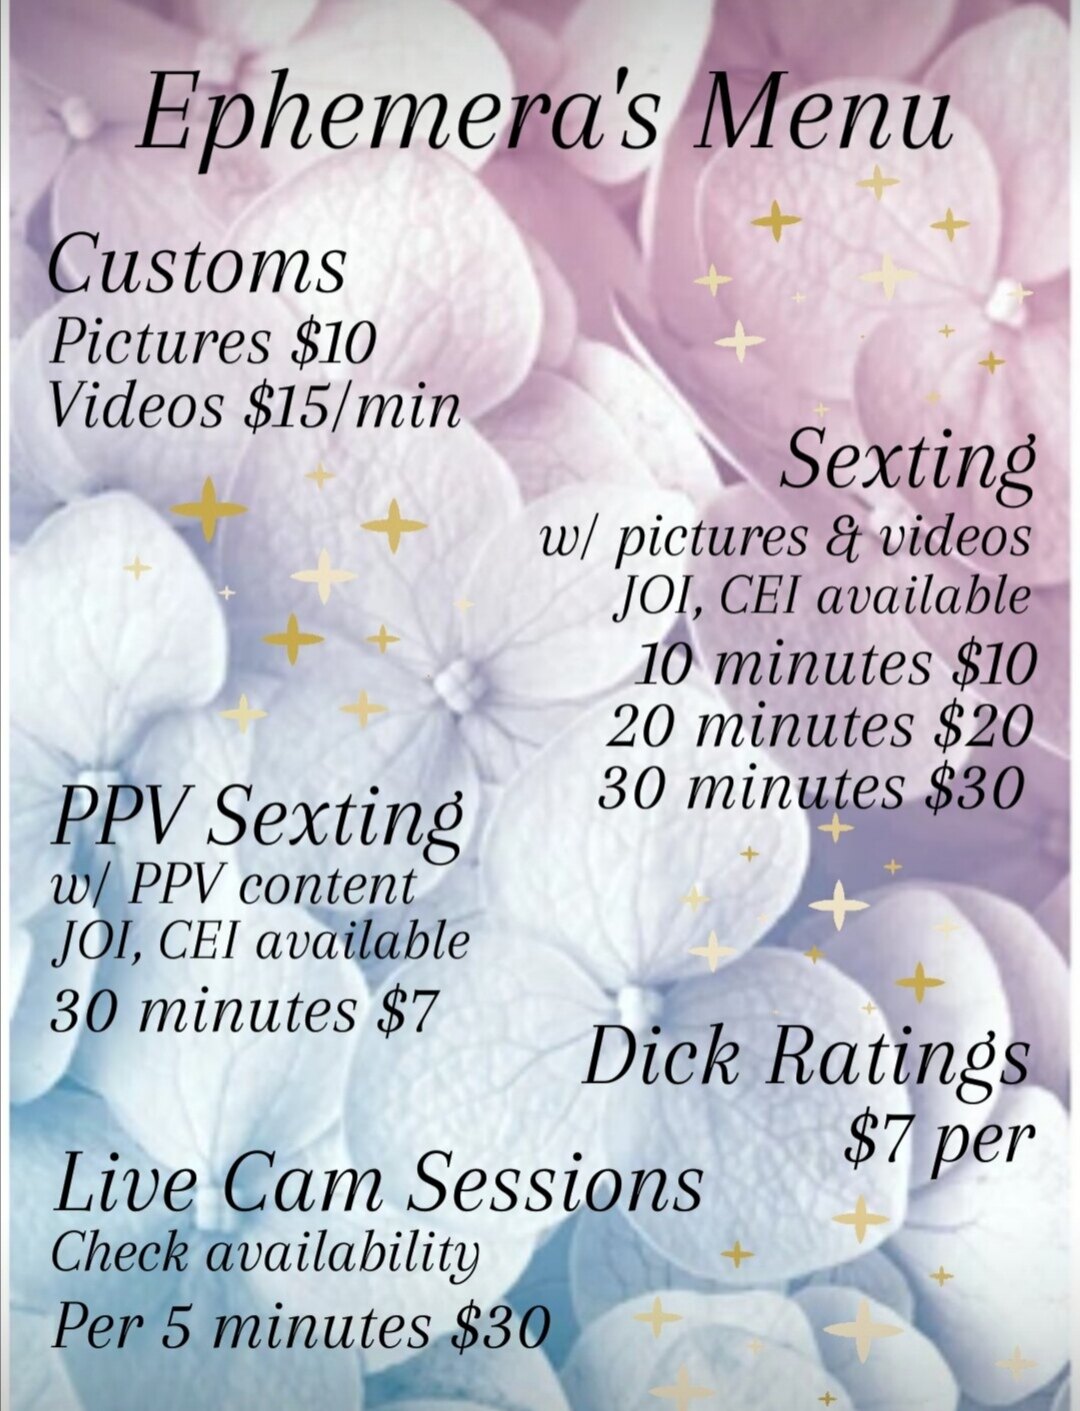 Ephemera's Menu
Customs
Pictures $10
Videos $15/min
Sexting
w/ pictures & videos
JOI, CEI available
10 minutes $10
20 minutes $20
30 minutes $30
PPV Sexting
w/ PPV content
JOI, CEI available
30 minutes $7
Dick Ratings
$7 per
Live Cam Sessions
Check availability
Per 5 minutes $30